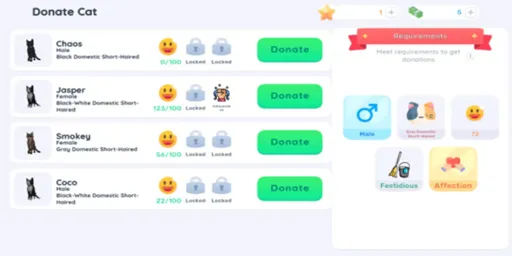 Donate Cat
1 +
6 +
Chaos
Male
Black Domestic Short-Haired
11/100
Locked
Locked
Donate
Jasper
Female
Black-White Domestic Short-
Haired
123/100
Locked
Donate
Smokey
Female
Gray Domestic Short-Haired
56/100
Locked
Locked
Donate
Coco
Male
Black-White Domestic Short-
Haired
22/100
Locked
Locked
Donate
Requirements
Meet requirements to get
donations
Male
Gray Domestic
Short-Haired
72
Fastidious
Affection